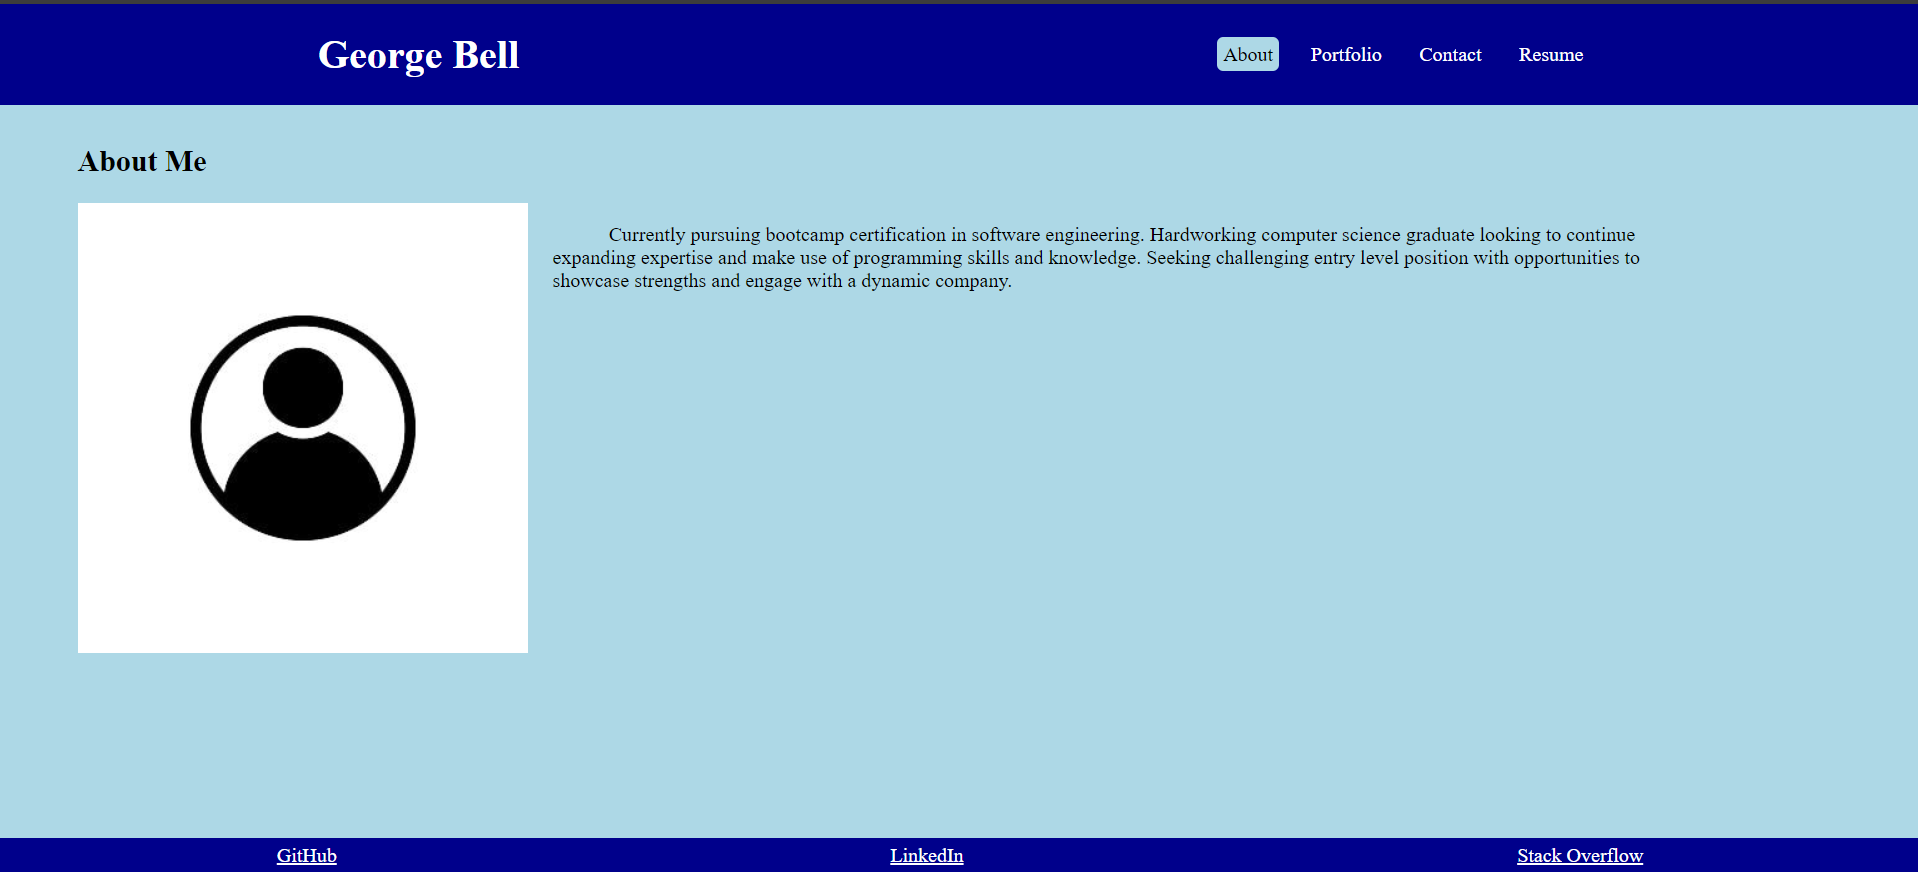 George Bell
About Portfolio Contact Resume
About Me
Currently pursuing bootcamp certification in software engineering. Hardworking computer science graduate looking to continue
expanding expertise and make use of programming skills and knowledge. Seeking challenging entry level position with opportunities to
showcase strengths and engage with a dynamic company.
GitHub LinkedIn Stack Overflow